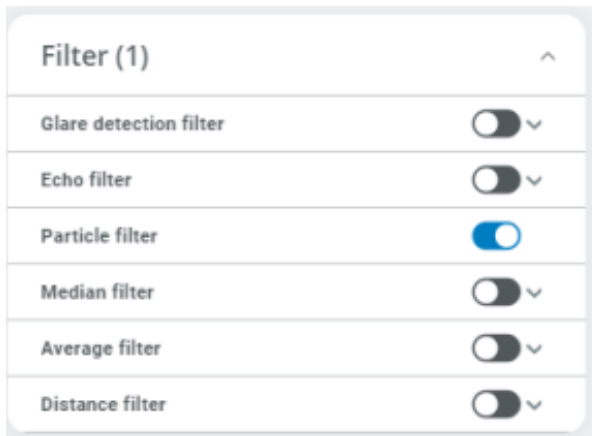 Filter (1)
Glare detection filter
Echo filter
Particle filter
Median filter
Average filter
Distance filter